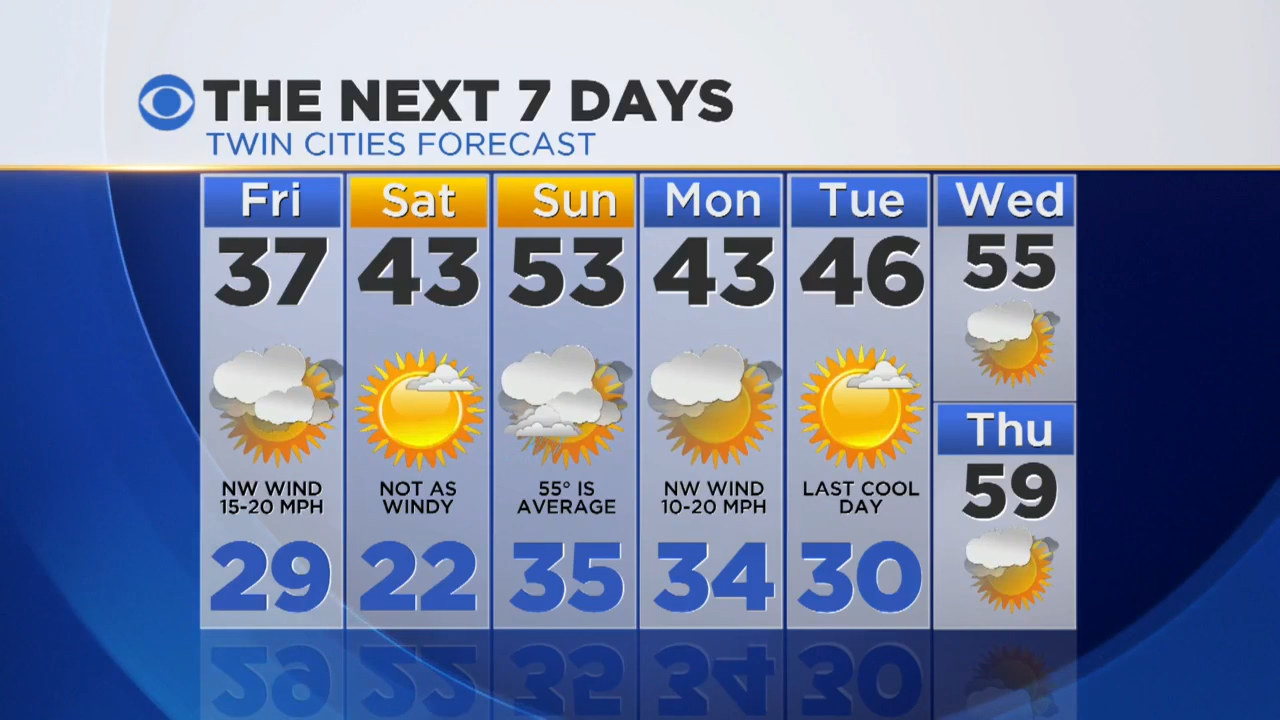 THE NEXT 7 DAYS
TWIN CITIES FORECAST
Fri
37
NW WIND
15-20 MPH
29
Sat
43
NOT AS
WINDY
22
Sun
53
55° IS
AVERAGE
35
Mon
43
NW WIND
10-20 MPH
34
Tue
46
LAST COOL
DAY
30
Wed
55
Thu
59